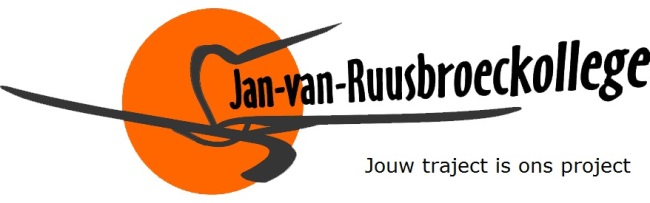 Jan-van-Ruusbroeckollege
Jouw traject is ons project